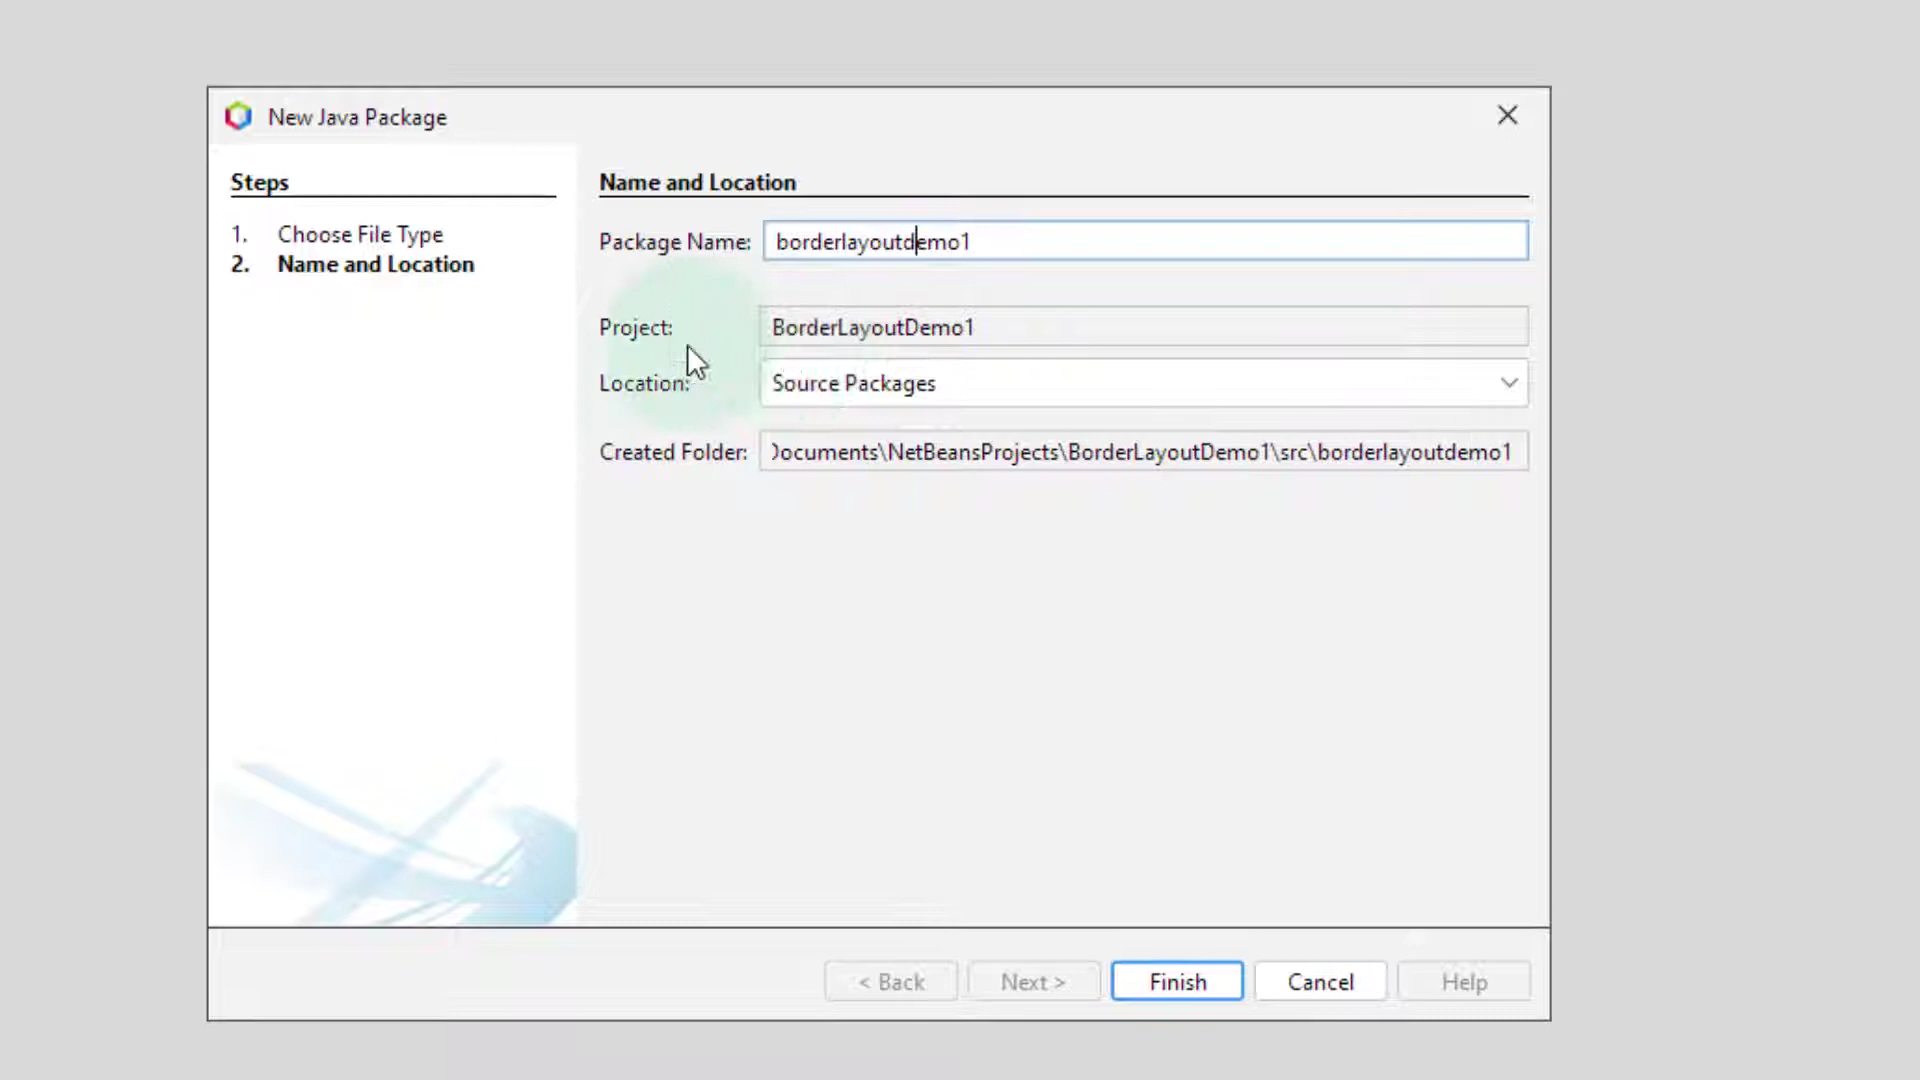 New Java Package
Steps
1. Choose File Type
2. Name and Location
Name and Location
Package Name: borderlayoutdemo1
Project: BorderLayoutDemo1
Location: Source Packages
Created Folder: Documents\NetBeansProjects\BorderLayoutDemo1\src\borderlayoutdemo1
< Back Next > Finish Cancel Help